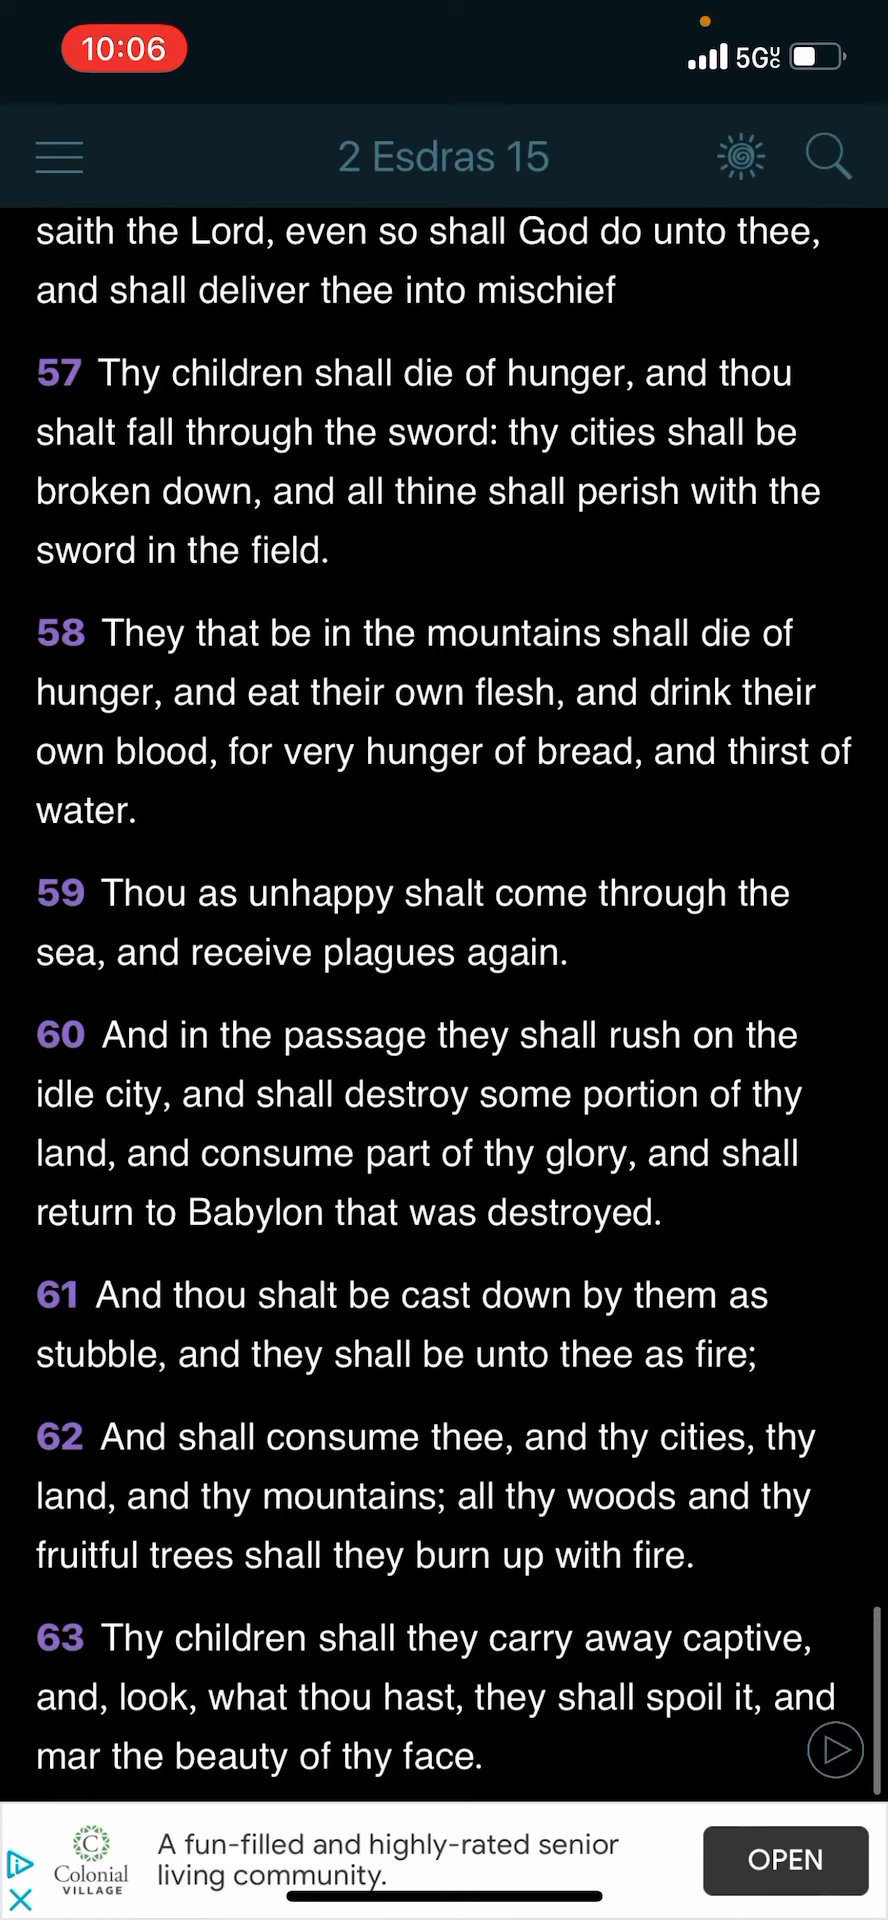 10:06
5GUC
2 Esdras 15
saith the Lord, even so shall God do unto thee,
and shall deliver thee into mischief
57 Thy children shall die of hunger, and thou
shalt fall through the sword: thy cities shall be
broken down, and all thine shall perish with the
sword in the field.
58 They that be in the mountains shall die of
hunger, and eat their own flesh, and drink their
own blood, for very hunger of bread, and thirst of
water.
59 Thou as unhappy shalt come through the
sea, and receive plagues again.
60 And in the passage they shall rush on the
idle city, and shall destroy some portion of thy
land, and consume part of thy glory, and shall
return to Babylon that was destroyed.
61 And thou shalt be cast down by them as
stubble, and they shall be unto thee as fire;
62 And shall consume thee, and thy cities, thy
land, and thy mountains; all thy woods and thy
fruitful trees shall they burn up with fire.
63 Thy children shall they carry away captive,
and, look, what thou hast, they shall spoil it, and
mar the beauty of thy face.
C
Colonial
VILLAGE
A fun-filled and highly-rated senior
living community.
OPEN